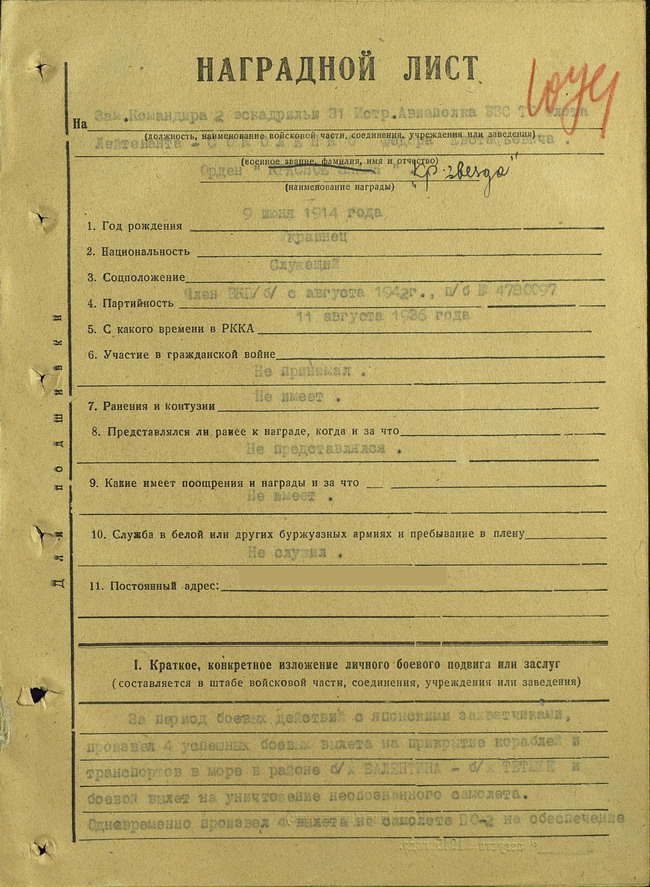 НАГРАДНОЙ ЛИСТ
На Зам.Командира 2 эскадрильи 31 Истр.Авиаполка ВВС
(должность, наименование войсковой части, соединения, учреждения или заведения)
Лейтенанта -
(военное звание, фамилия, имя и отчество)
Орден "
"Кр. звезда"
(наименование награды)
9 июня 1914 года
1. Год рождения
Украинец
2. Национальность
Служащий
3. Соцположение
Член ВКП/б/ с августа 1942г., п/б № 4780097
4. Партийность
11 августа 1936 года
5. С какого времени в РККА
6. Участие в гражданской войне
Не принимал .
Не имеет .
7. Ранения и контузии
8. Представлялся ли ранее к награде, когда и за что
Не представлялся .
9. Какие имеет поощрения и награды и за что
Не имеет .
10. Служба в белой или других буржуазных армиях и пребывание в плену
Не служил .
11. Постоянный адрес:
Для подшивки
I. Краткое, конкретное изложение личного боевого подвига или заслуг
(составляется в штабе войсковой части, соединения, учреждения или заведения)
За период боевых действий с японскими захватчиками,
произвел 4 успешных боевых вылета на прикрытие кораблей и
транспортов в море в районе б/х ВАЛЕНТИНА - б/х ТЕТЮХЕ и
боевой вылет на уничтожение неопознанного самолета.
Одновременно произвел 4 вылета на самолете ПО-2 на обеспечение